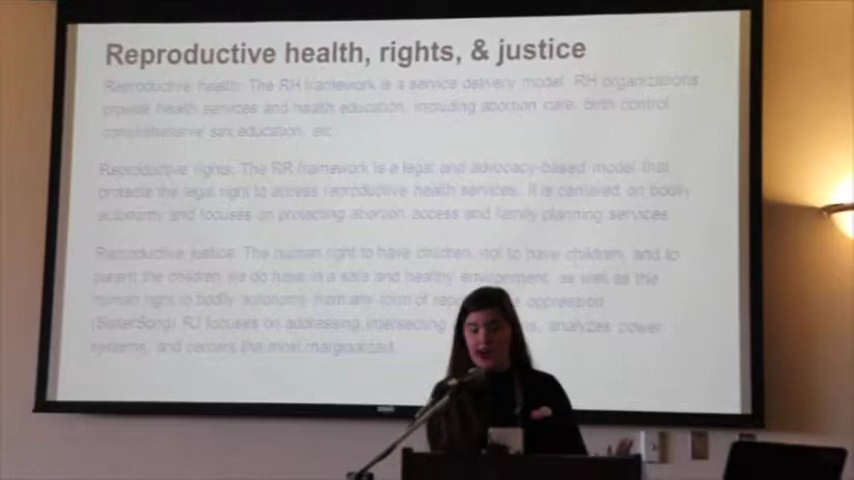 Reproductive health, rights, & justice
Reproductive health: The RH framework is a service delivery model. RH organizations
provide health services and health education, including abortion care, birth control
comprehensive sex education, etc
Reproductive rights: The RR framework is a legal and advocacy-based model that
protects the legal right to access reproductive health services. It is centered on bodily
autonomy and focuses on protecting abortion access and family planning services
Reproductive justice: The human right to have children, not to have children, and to
parent the children we do have in a safe and healthy environment, as well as the
human right to bodily autonomy from any form of oppression
(SisterSong) RJ focuses on addressing intersecting analyzes power
systems, and centers the most marginalized.